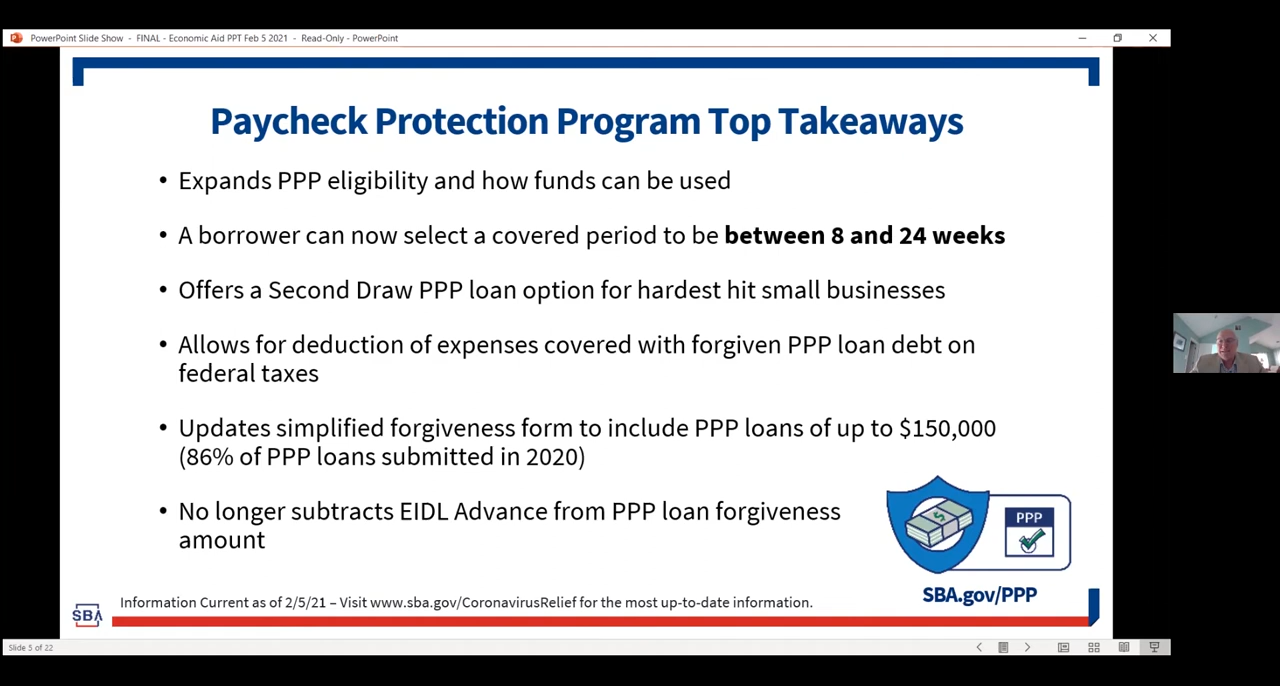 PowerPoint Slide Show - FINAL - Economic Aid PPT Feb 5 2021 - Read-Only - PowerPoint
Paycheck Protection Program Top Takeaways
• Expands PPP eligibility and how funds can be used
• A borrower can now select a covered period to be between 8 and 24 weeks
• Offers a Second Draw PPP loan option for hardest hit small businesses
• Allows for deduction of expenses covered with forgiven PPP loan debt on
federal taxes
• Updates simplified forgiveness form to include PPP loans of up to $150,000
(86% of PPP loans submitted in 2020)
• No longer subtracts EIDL Advance from PPP loan forgiveness
amount
$
PPP
SBA.gov/PPP
SBA
Information Current as of 2/5/21 – Visit www.sba.gov/CoronavirusRelief for the most up-to-date information.
Slide 5 of 22